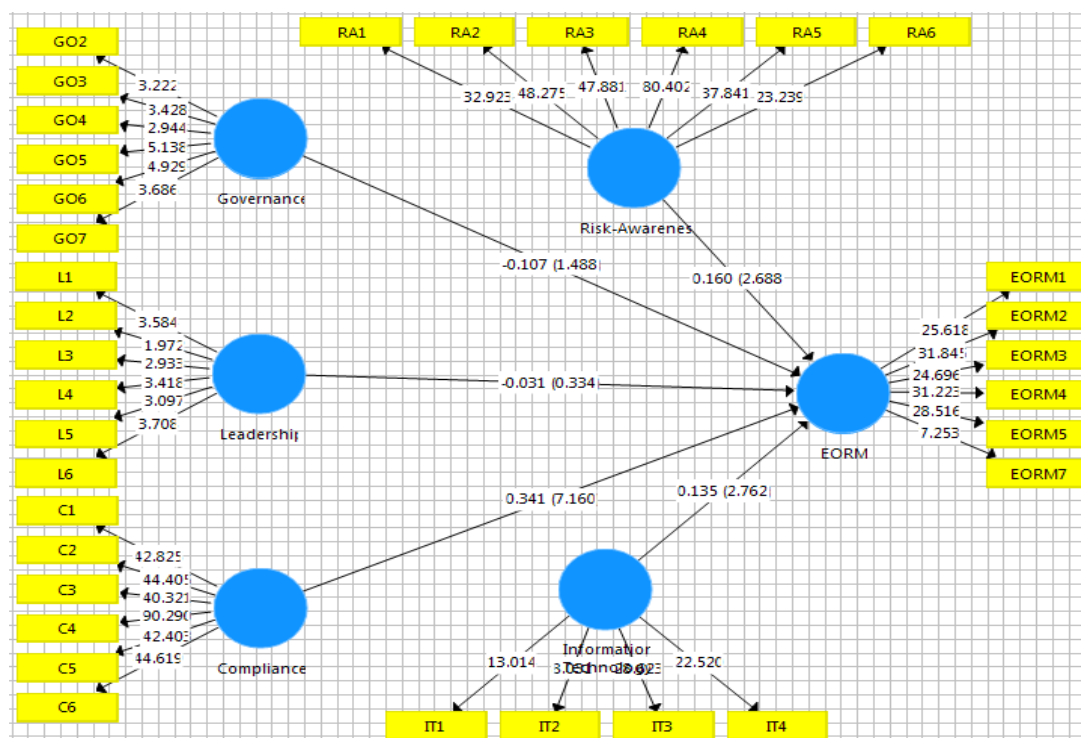 GO2
GO3
GO4
GO5
GO6
GO7
3.222
3.428
2.944
5.138
4.929
3.686
Governance
RA1
RA2
RA3
RA4
RA5
RA6
32.923
48.275
47.881
80.402
37.841
23.239
Risk-Awarenes
-0.107 (1.488)
0.160 (2.688
L1
L2
L3
L4
L5
L6
3.584
1.972
2.933
3.418
3.097
3.708
Leadership
-0.031 (0.334)
EORM1
EORM2
EORM3
EORM4
EORM5
EORM7
25.618
31.845
24.696
31.223
28.516
7.253
EORM
C1
C2
C3
C4
C5
C6
42.825
44.405
40.321
90.290
42.403
44.619
Compliance
0.341 (7.160)
0.135 (2.762)
Information
Technology
13.014
22.520
IT1
IT2
IT3
IT4